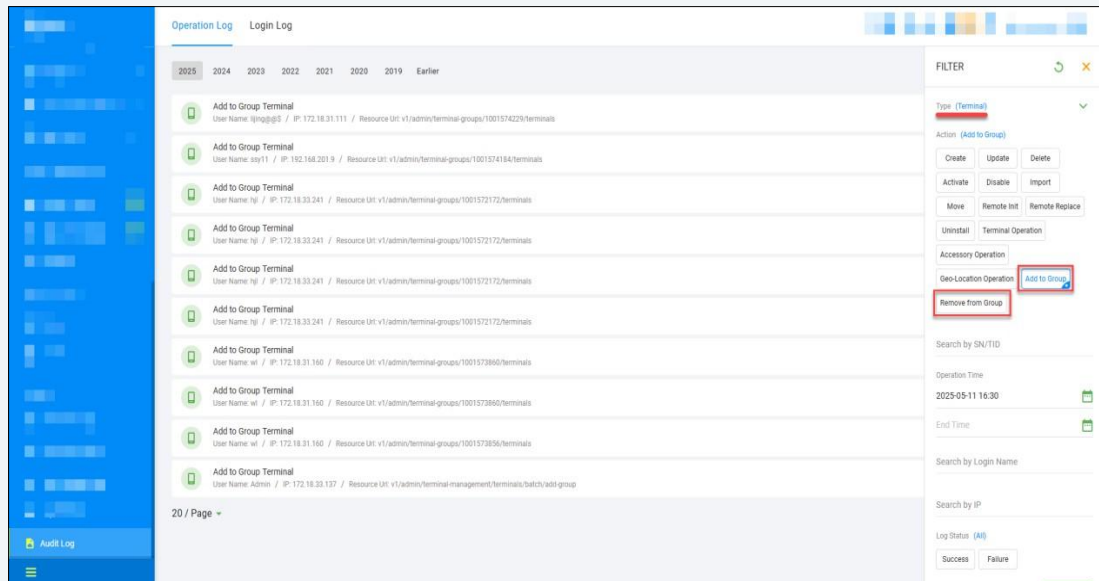 Operation Log Login Log
2025 2024 2023 2022 2021 2020 2019 Earlier
Add to Group Terminal
User Name: lijing@@$ / IP: 172.18.31.111 / Resource Url: v1/admin/terminal-groups/1001574229/terminals
Add to Group Terminal
User Name: ssy11 / IP: 192.168.201.9 / Resource Url: v1/admin/terminal-groups/1001574184/terminals
Add to Group Terminal
User Name: hjl / IP: 172.18.33.241 / Resource Url: v1/admin/terminal-groups/1001572172/terminals
Add to Group Terminal
User Name: hjl / IP: 172.18.33.241 / Resource Url: v1/admin/terminal-groups/1001572172/terminals
Add to Group Terminal
User Name: hjl / IP: 172.18.33.241 / Resource Url: v1/admin/terminal-groups/1001572172/terminals
Add to Group Terminal
User Name: hjl / IP: 172.18.33.241 / Resource Url: v1/admin/terminal-groups/1001572172/terminals
Add to Group Terminal
User Name: wl / IP: 172.18.31.160 / Resource Url: v1/admin/terminal-groups/1001573860/terminals
Add to Group Terminal
User Name: wl / IP: 172.18.31.160 / Resource Url: v1/admin/terminal-groups/1001573860/terminals
Add to Group Terminal
User Name: wl / IP: 172.18.31.160 / Resource Url: v1/admin/terminal-groups/1001573856/terminals
Add to Group Terminal
User Name: Admin / IP: 172.18.33.137 / Resource Url: v1/admin/terminal-management/terminals/batch/add-group
20 / Page
Audit Log
FILTER
Type (Terminal)
Action (Add to Group)
Create Update Delete
Activate Disable Import
Move Remote Init Remote Replace
Uninstall Terminal Operation
Accessory Operation
Geo-Location Operation Add to Group
Remove from Group
Search by SN/TID
Operation Time
2025-05-11 16:30
End Time
Search by Login Name
Search by IP
Log Status (All)
Success Failure